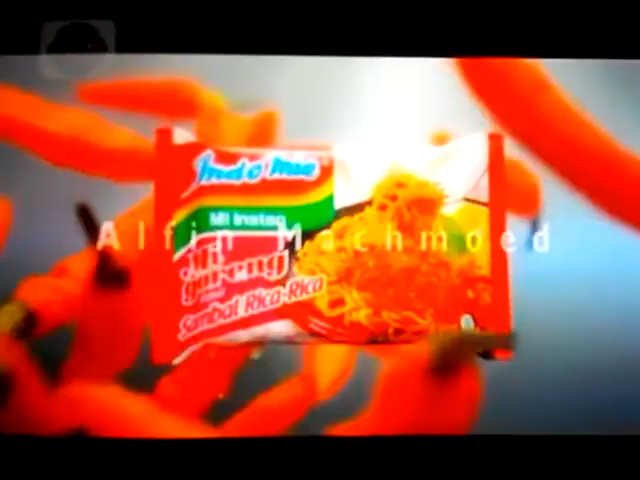 Indomie
Mi Instan
Mi
goreng
Sambal Rica-Rica
Alfin Machmoed